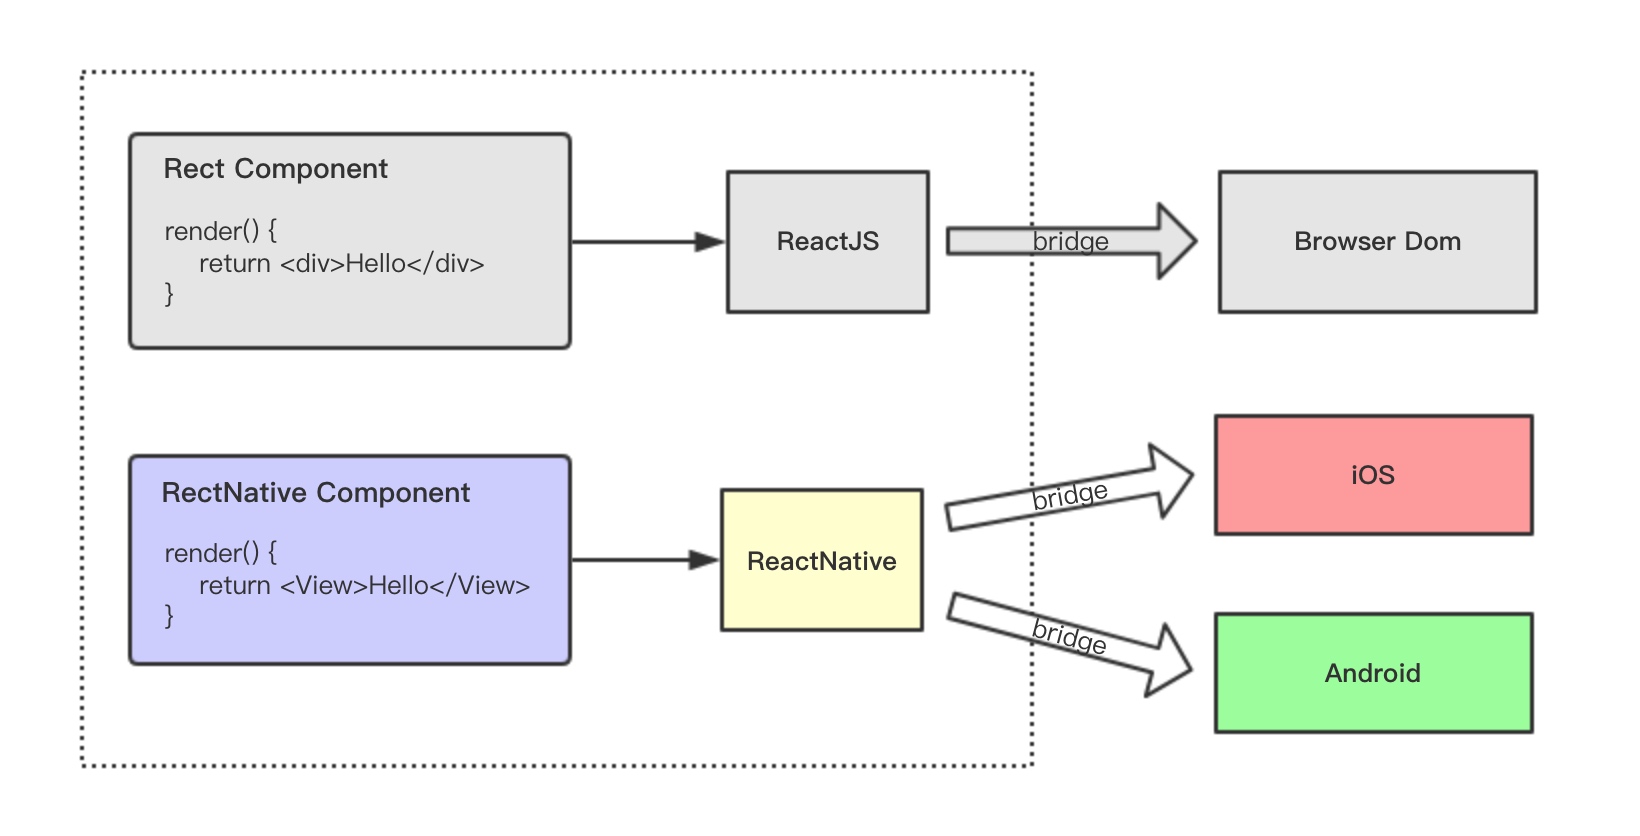 Rect Component
render() {
return <div>Hello</div>
}
ReactJS
bridge
Browser Dom
RectNative Component
render() {
return <View>Hello</View>
}
ReactNative
bridge
iOS
bridge
Android